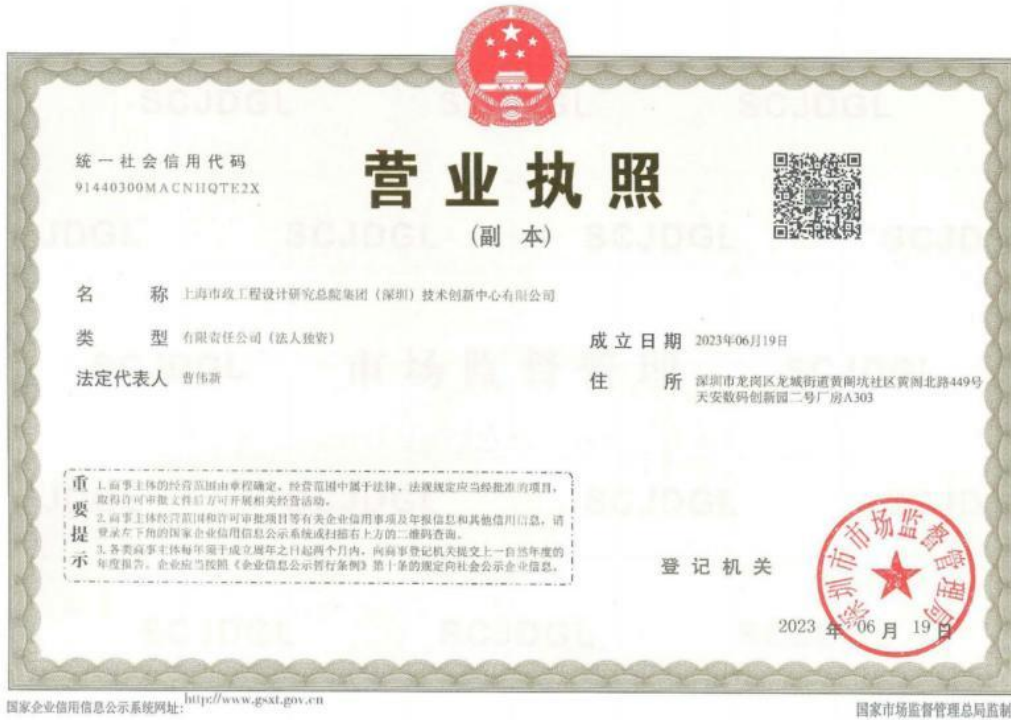 统一社会信用代码
营业执照
(副 本)
名 称 上海市政工程设计研究总院集团（深圳）技术创新中心有限公司
类 型 有限责任公司（法人独资）
法定代表人 曹伟新
成立日期 2023年06月19日
住 所 深圳市龙岗区龙城街道黄阁坑社区黄阁北路449号
天安数码创新园二号厂房A303
重要提示
1. 商事主体的经营范围由章程确定。经营范围中属于法律、法规规定应当经批准的项目，
取得许可审批文件后方可开展相关经营活动。
2. 商事主体经营范围和许可审批项目等有关企业信用事项及年报信息和其他信用信息，请
登录左下角的国家企业信用信息公示系统或扫描右上方的二维码查询。
3. 各类商事主体每年须于成立周年之日起两个月内，向商事登记机关提交上一自然年度的
年度报告。企业应当按照《企业信息公示暂行条例》第十条的规定向社会公示企业信息。
登记机关
深圳市市场监督管理局
2023 年 06 月 19 日
国家企业信用信息公示系统网址: http://www.gsxt.gov.cn
国家市场监督管理总局监制
SCJDGL
市场监督管理